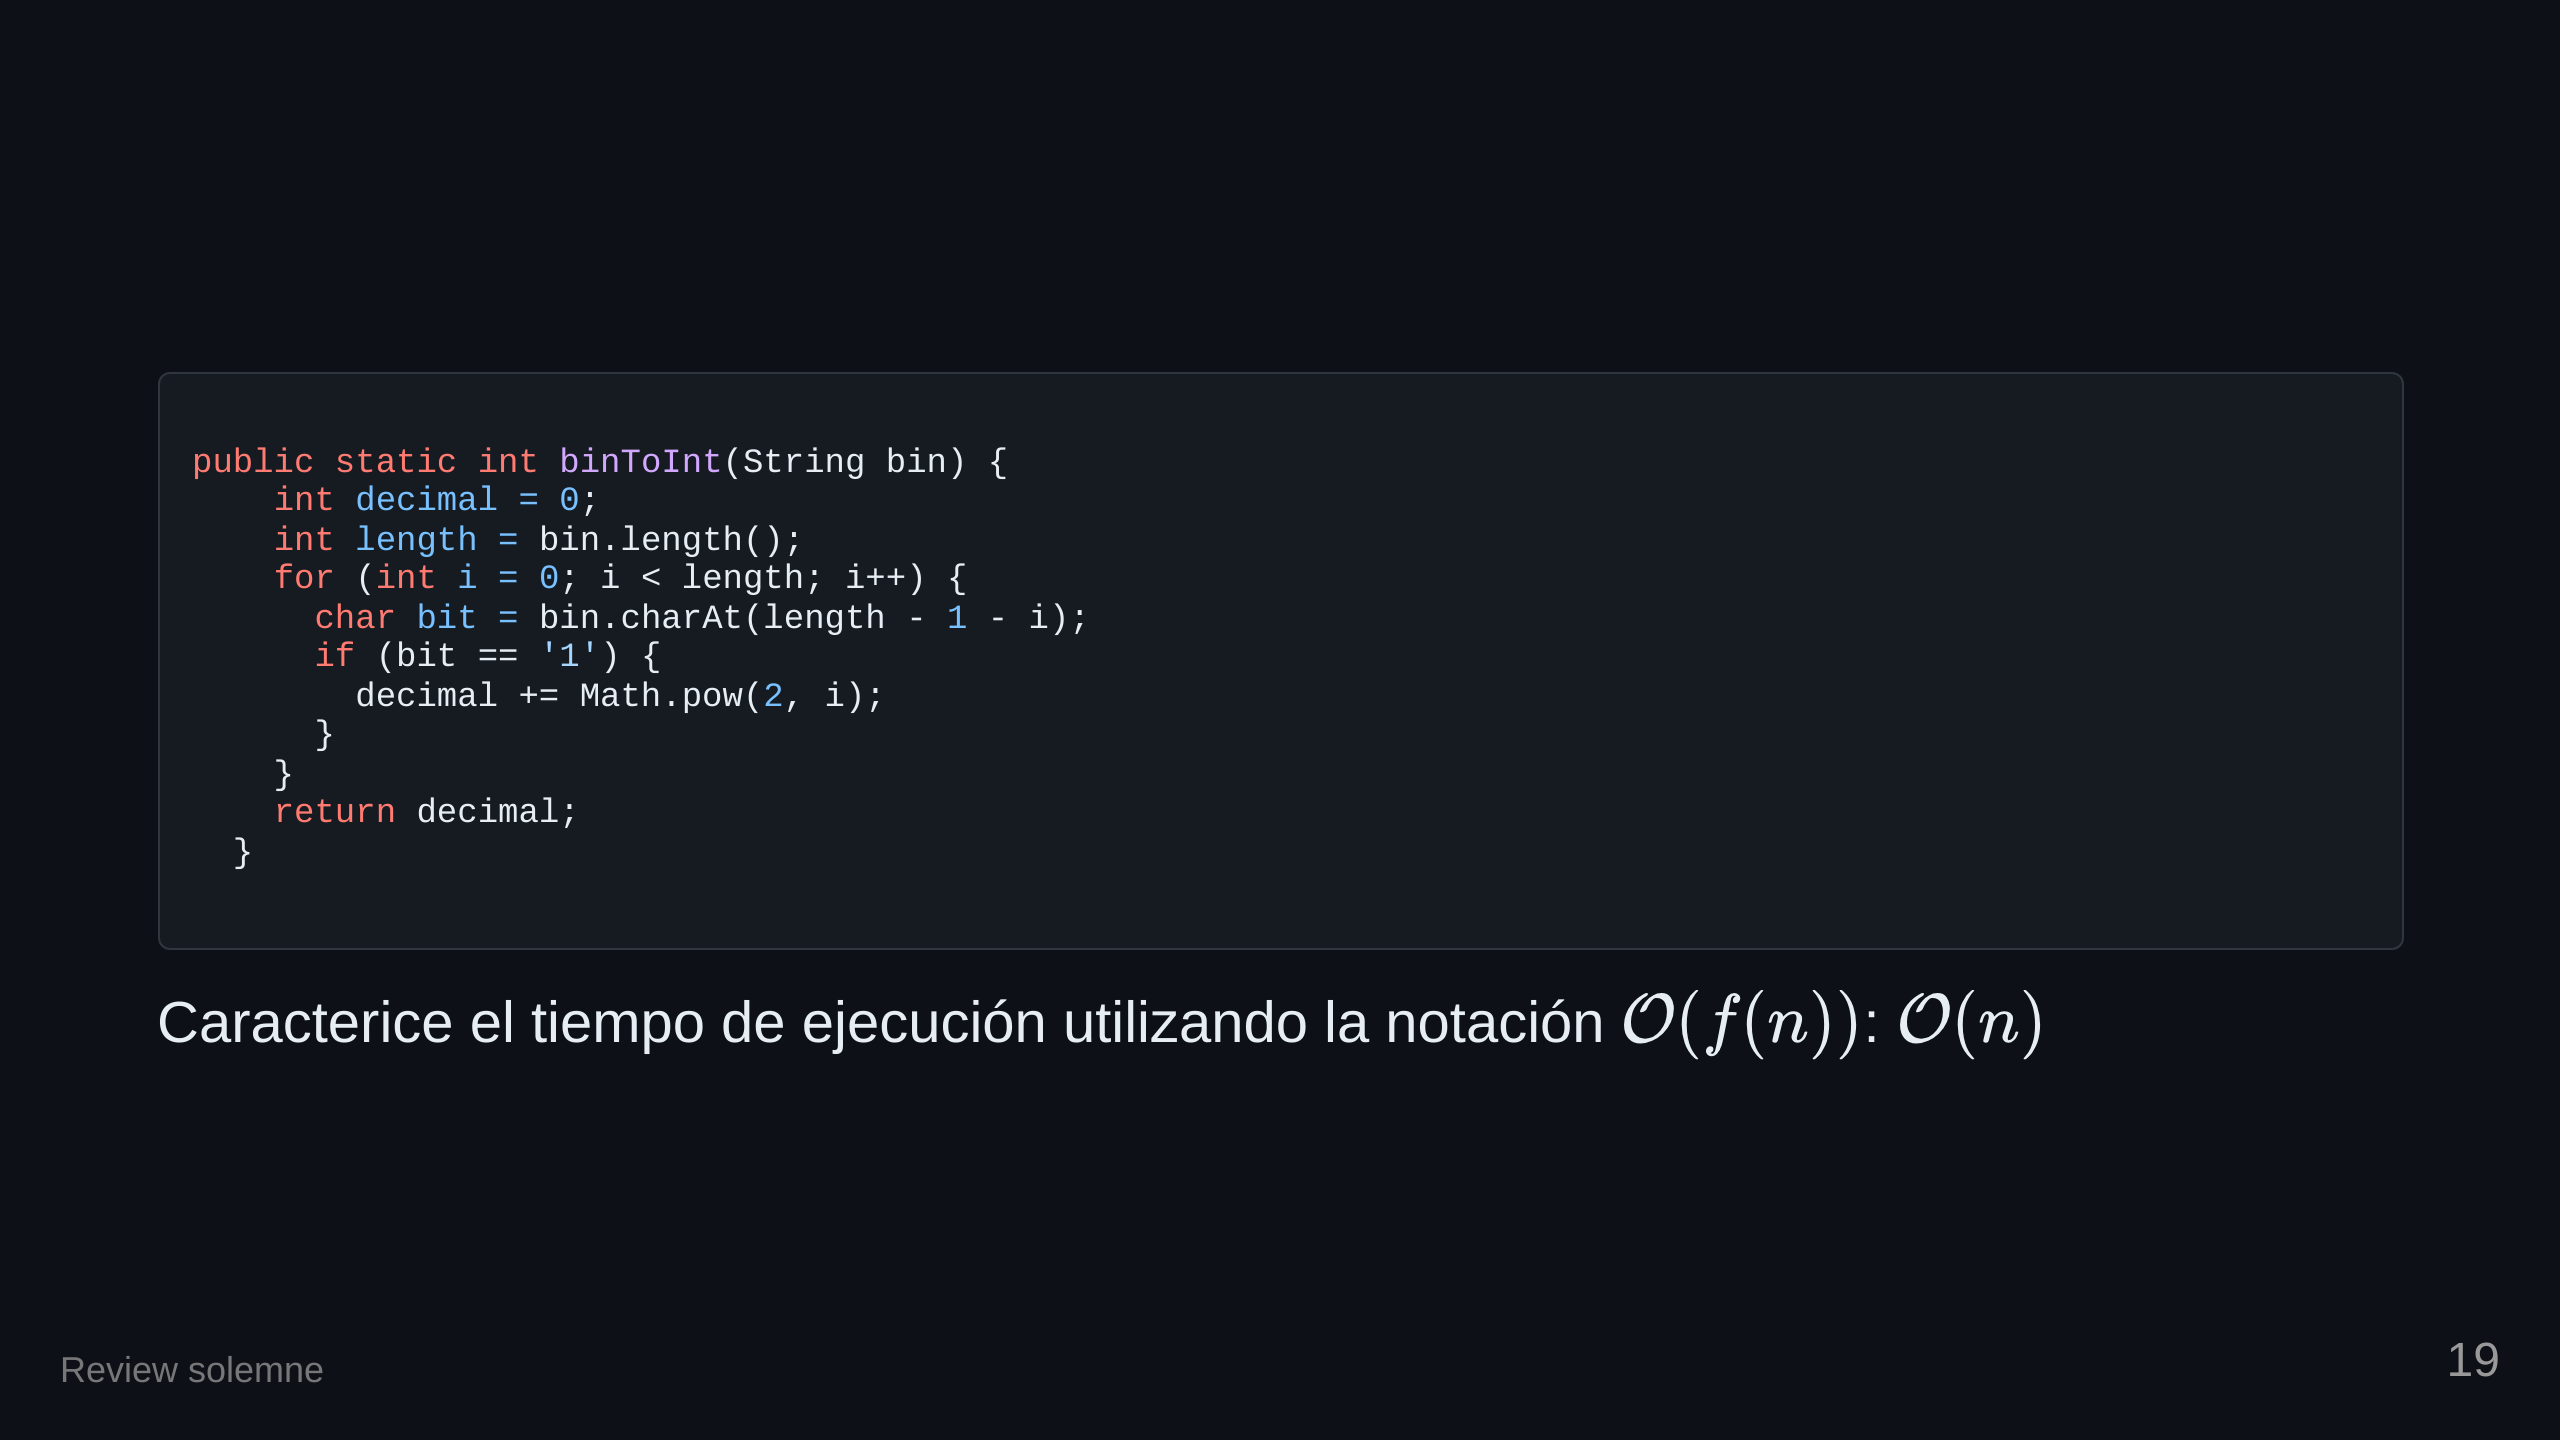 public static int binToInt(String bin) {
    int decimal = 0;
    int length = bin.length();
    for (int i = 0; i < length; i++) {
      char bit = bin.charAt(length - 1 - i);
      if (bit == '1') {
        decimal += Math.pow(2, i);
      }
    }
    return decimal;
  }
Caracterice el tiempo de ejecución utilizando la notación 𝒪(f(n)): 𝒪(n)
Review solemne
19